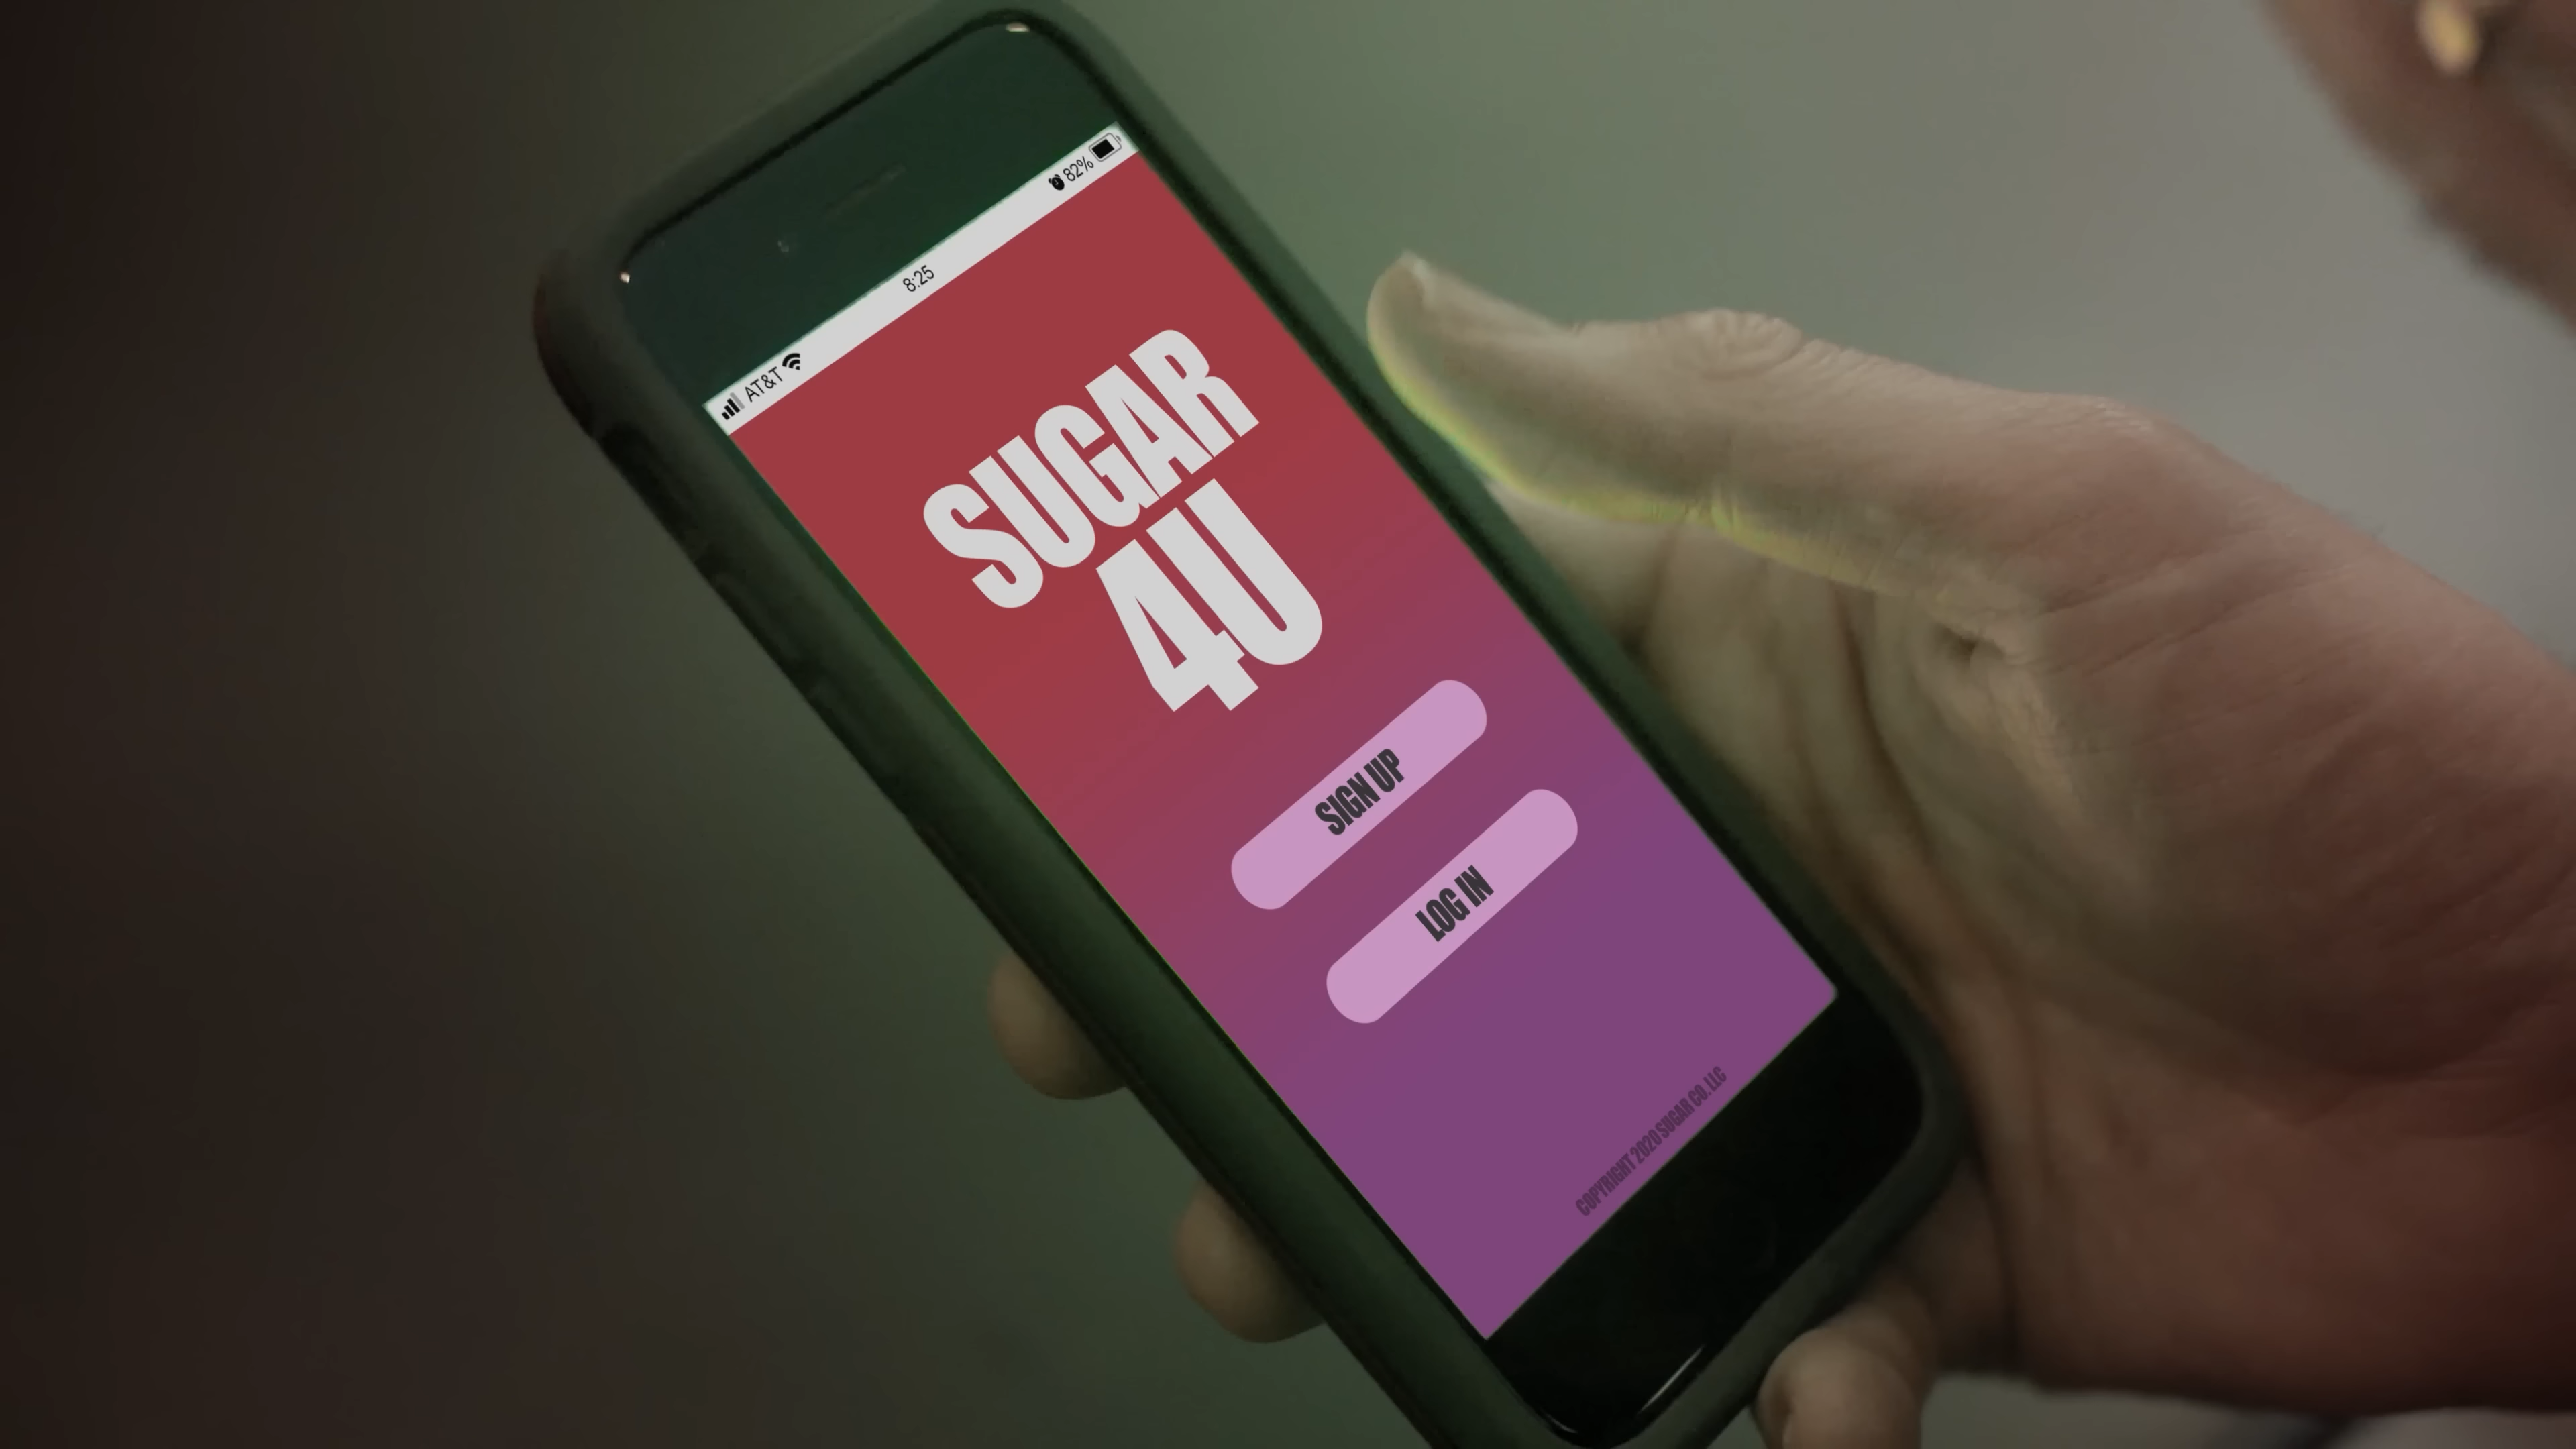 AT&T 8:25 82%
SUGAR
4U
SIGN UP
LOG IN
COPYRIGHT 2020 SUGAR CO. LLC